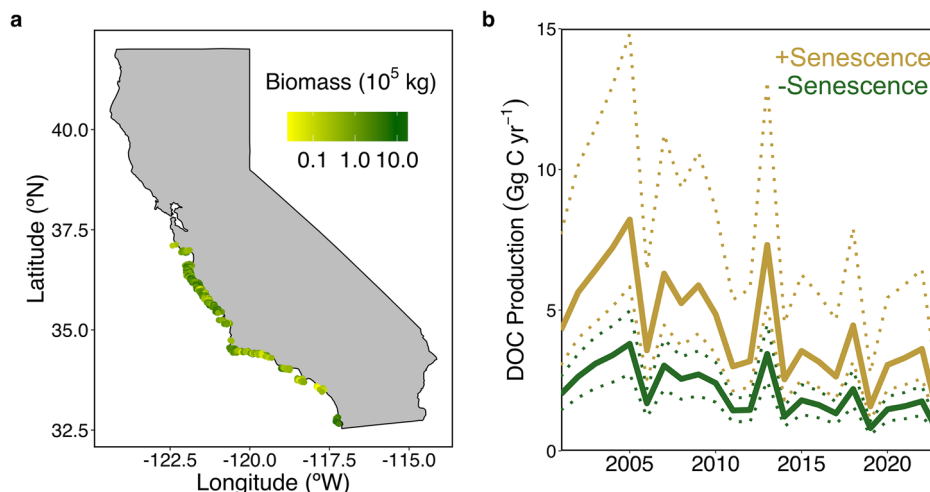 a
Biomass (10⁵ kg)
0.1 1.0 10.0
40.0
37.5
35.0
32.5
Latitude (ºN)
-122.5 -120.0 -117.5 -115.0
Longitude (ºW)
b
+Senescence
-Senescence
15
10
5
0
DOC Production (Gg C yr⁻¹)
2005 2010 2015 2020